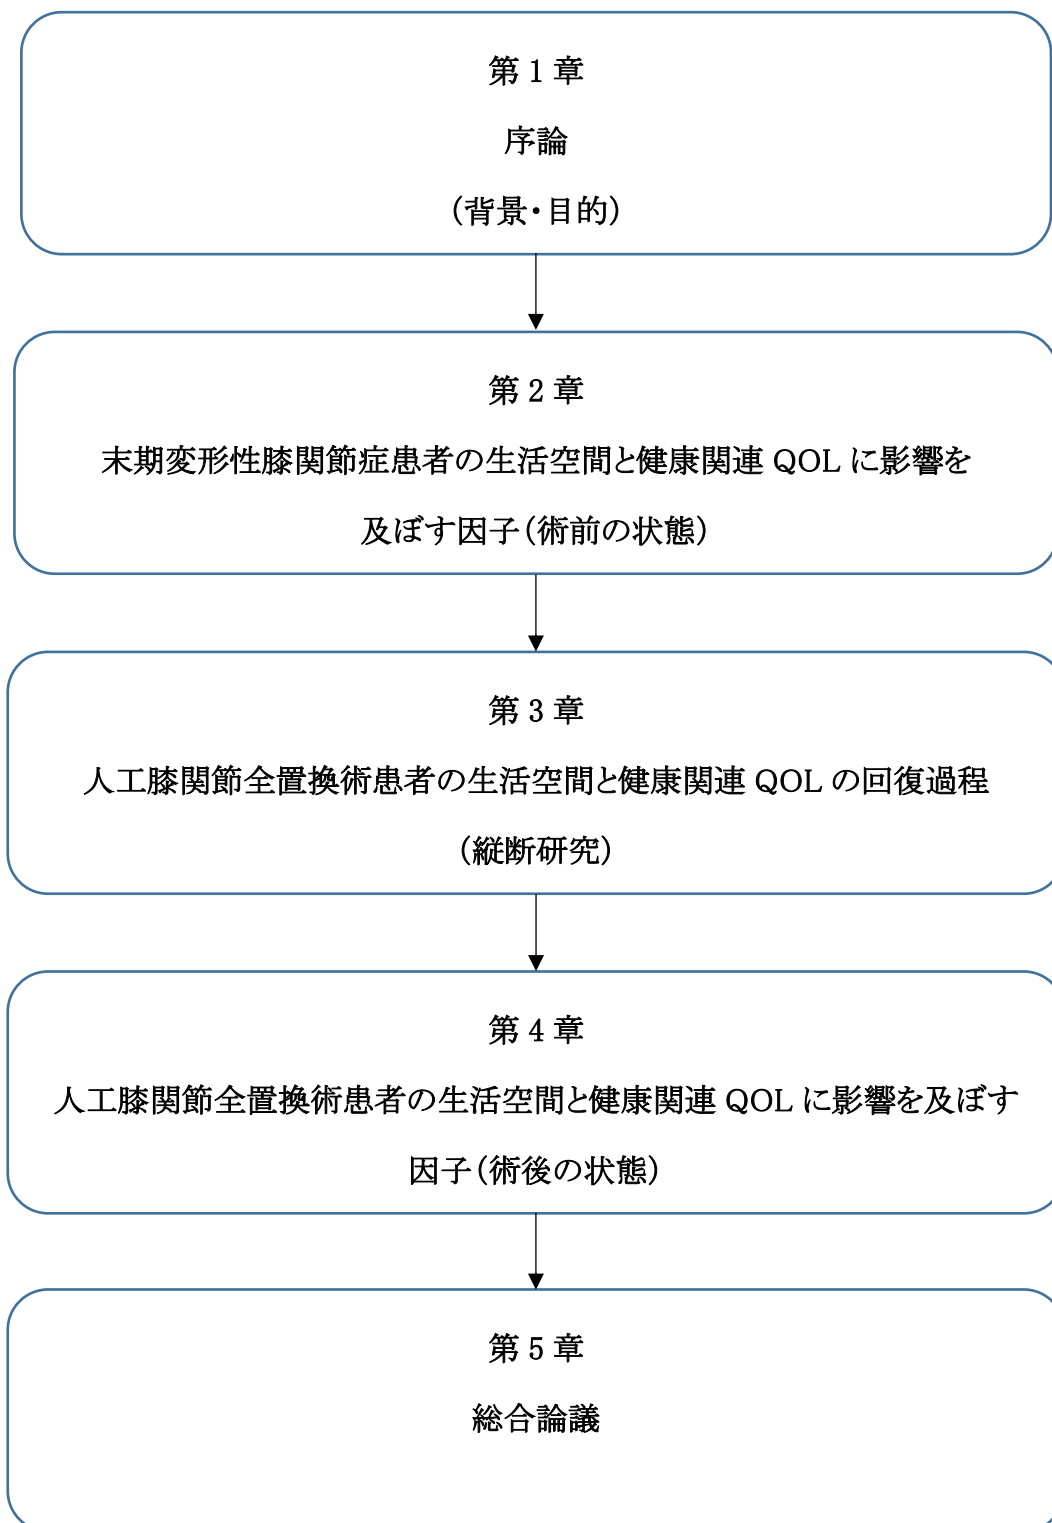 第 1 章
序論
（背景・目的）
第 2 章
末期変形性膝関節症患者の生活空間と健康関連 QOL に影響を
及ぼす因子（術前の状態）
第 3 章
人工膝関節全置換術患者の生活空間と健康関連 QOL の回復過程
（縦断研究）
第 4 章
人工膝関節全置換術患者の生活空間と健康関連 QOL に影響を及ぼす
因子（術後の状態）
第 5 章
総合論議